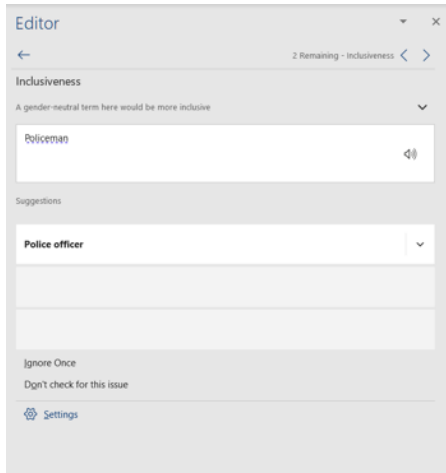 Editor
2 Remaining - Inclusiveness
Inclusiveness
A gender-neutral term here would be more inclusive
Policeman
Suggestions
Police officer
Ignore Once
Don't check for this issue
Settings